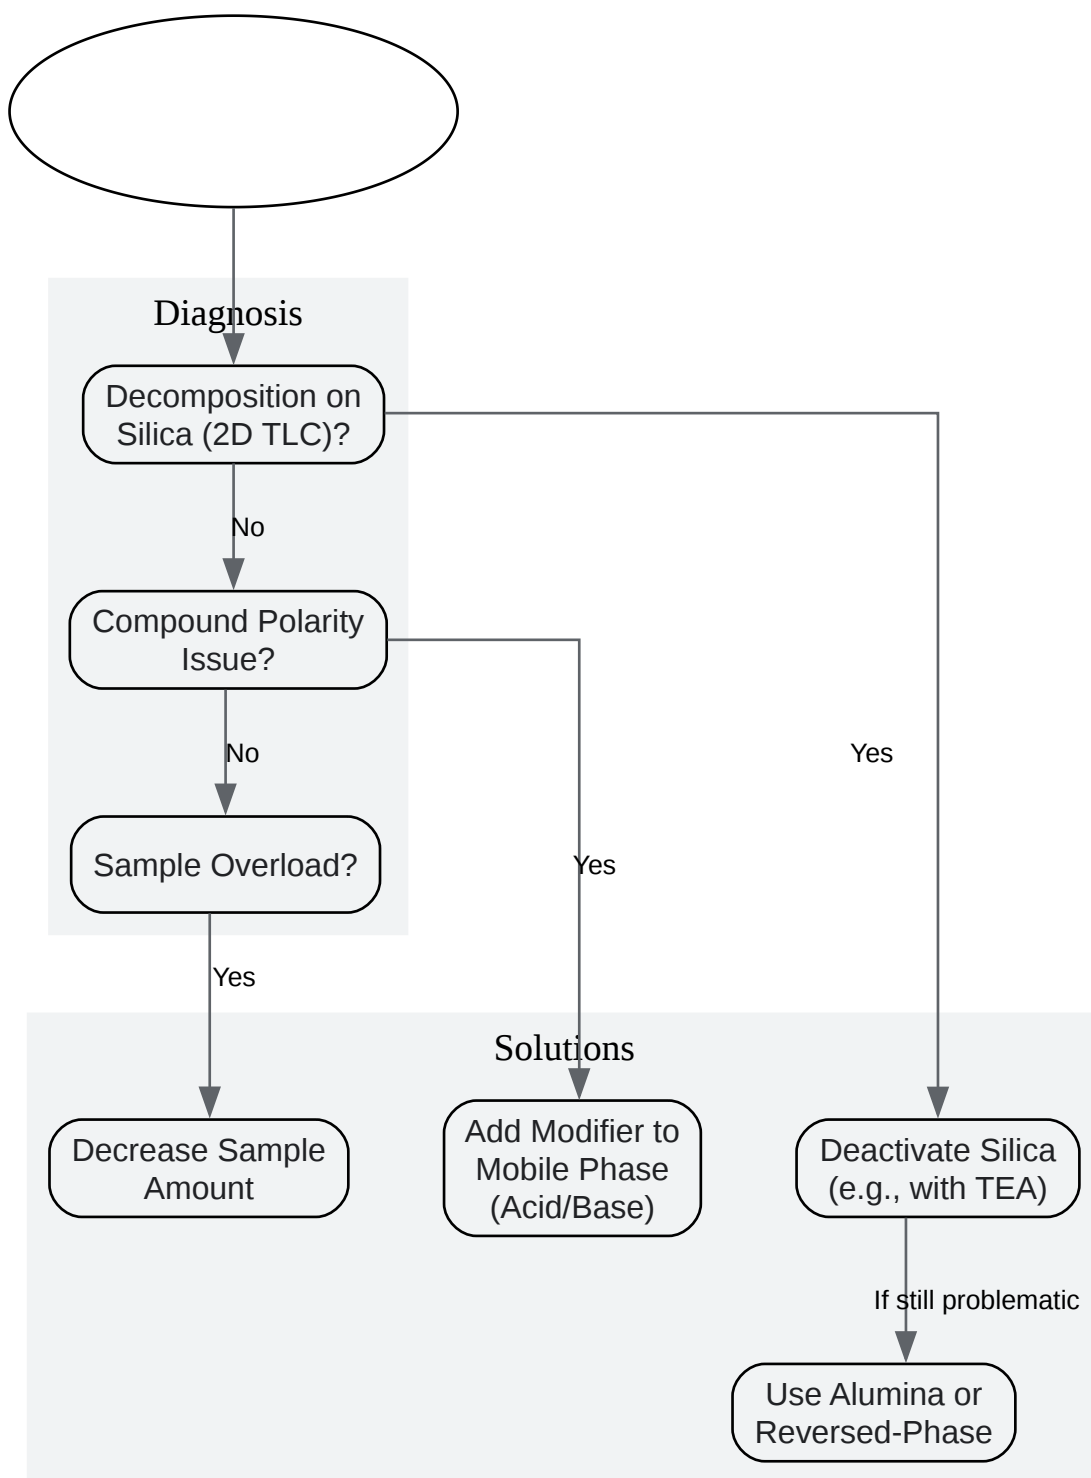 Diagnosis
Decomposition on
Silica (2D TLC)?
No
Compound Polarity
Issue?
No
Yes
Sample Overload?
Yes
Yes
Solutions
Decrease Sample
Amount
Add Modifier to
Mobile Phase
(Acid/Base)
Deactivate Silica
(e.g., with TEA)
If still problematic
Use Alumina or
Reversed-Phase